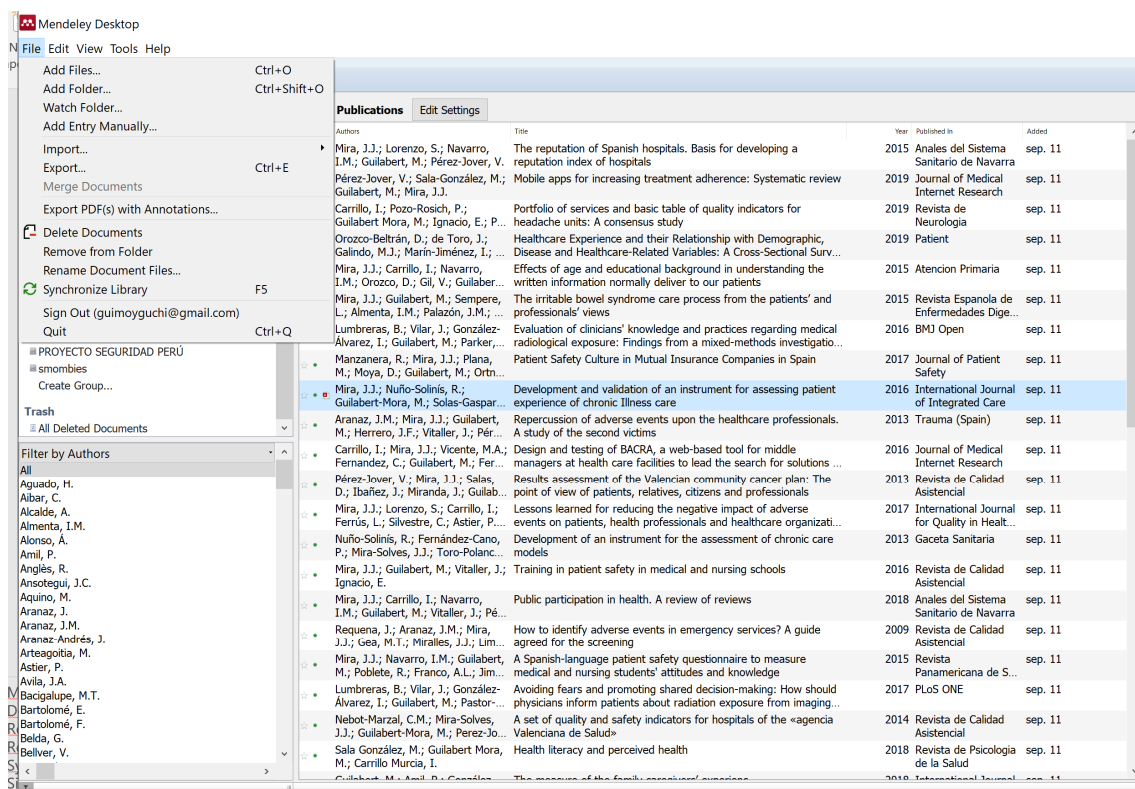 Mendeley Desktop
File Edit View Tools Help
Add Files... Ctrl+O
Add Folder... Ctrl+Shift+O
Watch Folder...
Add Entry Manually...
Import...
Export... Ctrl+E
Merge Documents
Export PDF(s) with Annotations...
Delete Documents
Remove from Folder
Rename Document Files...
Synchronize Library F5
Sign Out (guimoyguchi@gmail.com)
Quit Ctrl+Q
PROYECTO SEGURIDAD PERÚ
smombies
Create Group...
Trash
All Deleted Documents
Filter by Authors
All
Aguado, H.
Aibar, C.
Alcalde, A.
Almenta, I.M.
Alonso, Á.
Amil, P.
Anglès, R.
Ansotegui, J.C.
Aquino, M.
Aranaz, J.
Aranaz, J.M.
Aranaz-Andrés, J.
Arteagoitia, M.
Astier, P.
Avila, J.A.
Bacigalupe, M.T.
Bartolomé, E.
Bartolomé, F.
Belda, G.
Bellver, V.
Publications Edit Settings
Authors Title Year Published In Added
Mira, J.J.; Lorenzo, S.; Navarro, The reputation of Spanish hospitals. Basis for developing a 2015 Anales del Sistema sep. 11
I.M.; Guilabert, M.; Pérez-Jover, V. reputation index of hospitals Sanitario de Navarra
Pérez-Jover, V.; Sala-González, M.; Mobile apps for increasing treatment adherence: Systematic review 2019 Journal of Medical sep. 11
Guilabert, M.; Mira, J.J. Internet Research
Carrillo, I.; Pozo-Rosich, P.; Portfolio of services and basic table of quality indicators for 2019 Revista de sep. 11
Guilabert Mora, M.; Ignacio, E.; P... headache units: A consensus study Neurologia
Orozco-Beltrán, D.; de Toro, J.; Healthcare Experience and their Relationship with Demographic, 2019 Patient sep. 11
Galindo, M.J.; Marín-Jiménez, I.; ... Disease and Healthcare-Related Variables: A Cross-Sectional Surv...
Mira, J.J.; Carrillo, I.; Navarro, Effects of age and educational background in understanding the 2015 Atencion Primaria sep. 11
I.M.; Orozco, D.; Gil, V.; Guilaber... written information normally deliver to our patients
Mira, J.J.; Guilabert, M.; Sempere, The irritable bowel syndrome care process from the patients' and 2015 Revista Espanola de sep. 11
L.; Almenta, I.M.; Palazón, J.M.; ... professionals' views Enfermedades Dige...
Lumbreras, B.; Vilar, J.; González- Evaluation of clinicians' knowledge and practices regarding medical 2016 BMJ Open sep. 11
Álvarez, I.; Guilabert, M.; Parker,... radiological exposure: Findings from a mixed-methods investigatio...
Manzanera, R.; Mira, J.J.; Plana, Patient Safety Culture in Mutual Insurance Companies in Spain 2017 Journal of Patient sep. 11
M.; Moya, D.; Guilabert, M.; Ortn... Safety
Mira, J.J.; Nuño-Solinís, R.; Development and validation of an instrument for assessing patient 2016 International Journal sep. 11
Guilabert-Mora, M.; Solas-Gaspar... experience of chronic Illness care of Integrated Care
Aranaz, J.M.; Mira, J.J.; Guilabert, Repercussion of adverse events upon the healthcare professionals. 2013 Trauma (Spain) sep. 11
M.; Herrero, J.F.; Vitaller, J.; Pér... A study of the second victims
Carrillo, I.; Mira, J.J.; Vicente, M.A.; Design and testing of BACRA, a web-based tool for middle 2016 Journal of Medical sep. 11
Fernandez, C.; Guilabert, M.; Fer... managers at health care facilities to lead the search for solutions ... Internet Research
Pérez-Jover, V.; Mira, J.J.; Salas, Results assessment of the Valencian community cancer plan: The 2013 Revista de Calidad sep. 11
D.; Ibañez, J.; Miranda, J.; Guilab... point of view of patients, relatives, citizens and professionals Asistencial
Mira, J.J.; Lorenzo, S.; Carrillo, I.; Lessons learned for reducing the negative impact of adverse 2017 International Journal sep. 11
Ferrús, L.; Silvestre, C.; Astier, P.... events on patients, health professionals and healthcare organizati... for Quality in Healt...
Nuño-Solinís, R.; Fernández-Cano, Development of an instrument for the assessment of chronic care 2013 Gaceta Sanitaria sep. 11
P.; Mira-Solves, J.J.; Toro-Polanc... models
Mira, J.J.; Guilabert, M.; Vitaller, J.; Training in patient safety in medical and nursing schools 2016 Revista de Calidad sep. 11
Ignacio, E. Asistencial
Mira, J.J.; Carrillo, I.; Navarro, Public participation in health. A review of reviews 2018 Anales del Sistema sep. 11
I.M.; Guilabert, M.; Vitaller, J.; Pé... Sanitario de Navarra
Requena, J.; Aranaz, J.M.; Mira, How to identify adverse events in emergency services? A guide 2009 Revista de Calidad sep. 11
J.J.; Gea, M.T.; Miralles, J.J.; Lim... agreed for the screening Asistencial
Mira, J.J.; Navarro, I.M.; Guilabert, A Spanish-language patient safety questionnaire to measure 2015 Revista sep. 11
M.; Poblete, R.; Franco, A.L.; Jim... medical and nursing students' attitudes and knowledge Panamericana de S...
Lumbreras, B.; Vilar, J.; González- Avoiding fears and promoting shared decision-making: How should 2017 PLoS ONE sep. 11
Álvarez, I.; Guilabert, M.; Pastor-... physicians inform patients about radiation exposure from imaging...
Nebot-Marzal, C.M.; Mira-Solves, A set of quality and safety indicators for hospitals of the «agencia 2014 Revista de Calidad sep. 11
J.J.; Guilabert-Mora, M.; Perez-Jo... Valenciana de Salud» Asistencial
Sala González, M.; Guilabert Mora, Health literacy and perceived health 2018 Revista de Psicologia sep. 11
M.; Carrillo Murcia, I. de la Salud